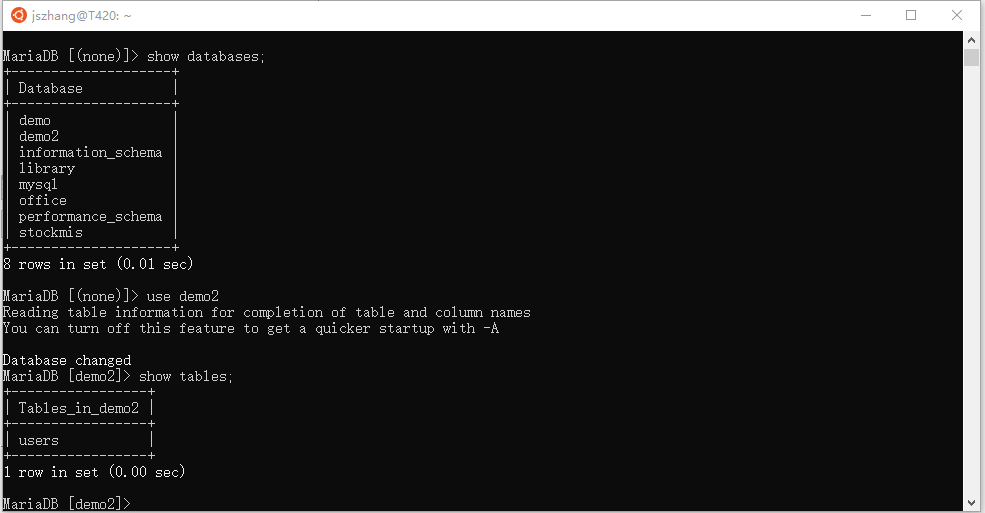 jszhang@T420: ~
MariaDB [(none)]> show databases;
+--------------------+
| Database           |
+--------------------+
| demo               |
| demo2              |
| information_schema |
| library            |
| mysql              |
| office             |
| performance_schema |
| stockmis           |
+--------------------+
8 rows in set (0.01 sec)
MariaDB [(none)]> use demo2
Reading table information for completion of table and column names
You can turn off this feature to get a quicker startup with -A
Database changed
MariaDB [demo2]> show tables;
+-----------------+
| Tables_in_demo2 |
+-----------------+
| users           |
+-----------------+
1 row in set (0.00 sec)
MariaDB [demo2]>